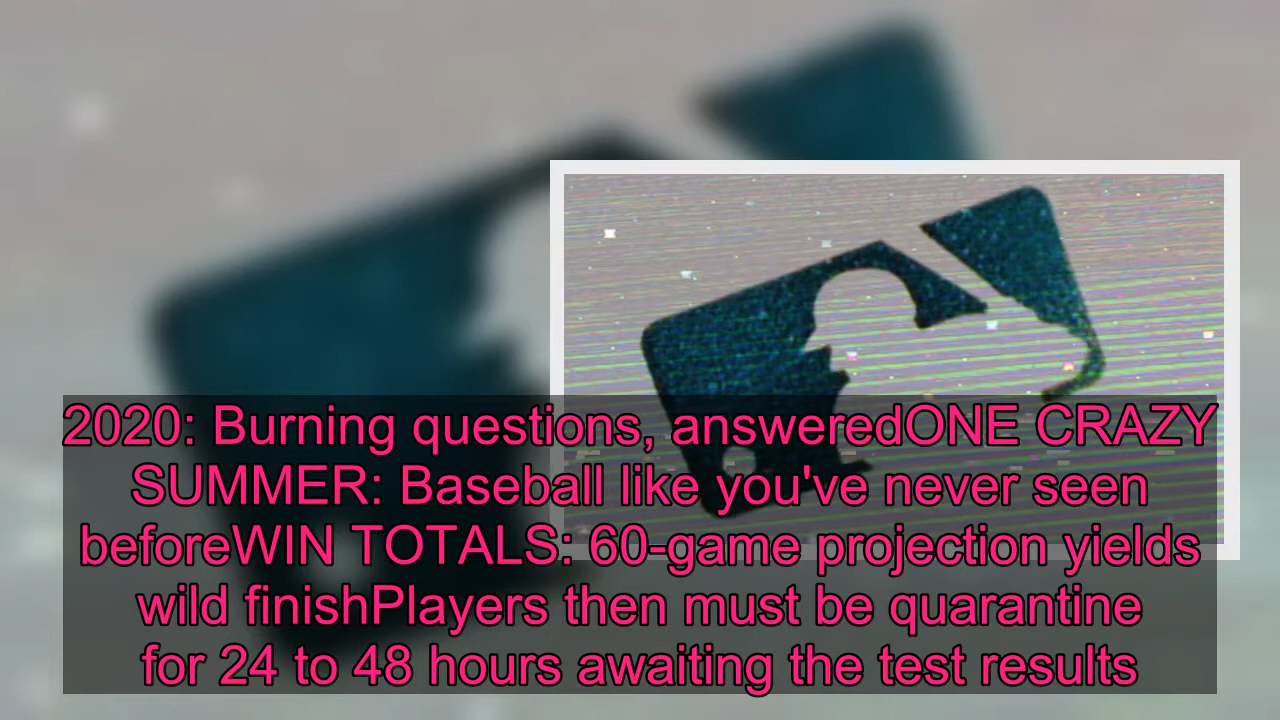 2020: Burning questions, answeredONE CRAZY
SUMMER: Baseball like you've never seen
beforeWIN TOTALS: 60-game projection yields
wild finishPlayers then must be quarantine
for 24 to 48 hours awaiting the test results